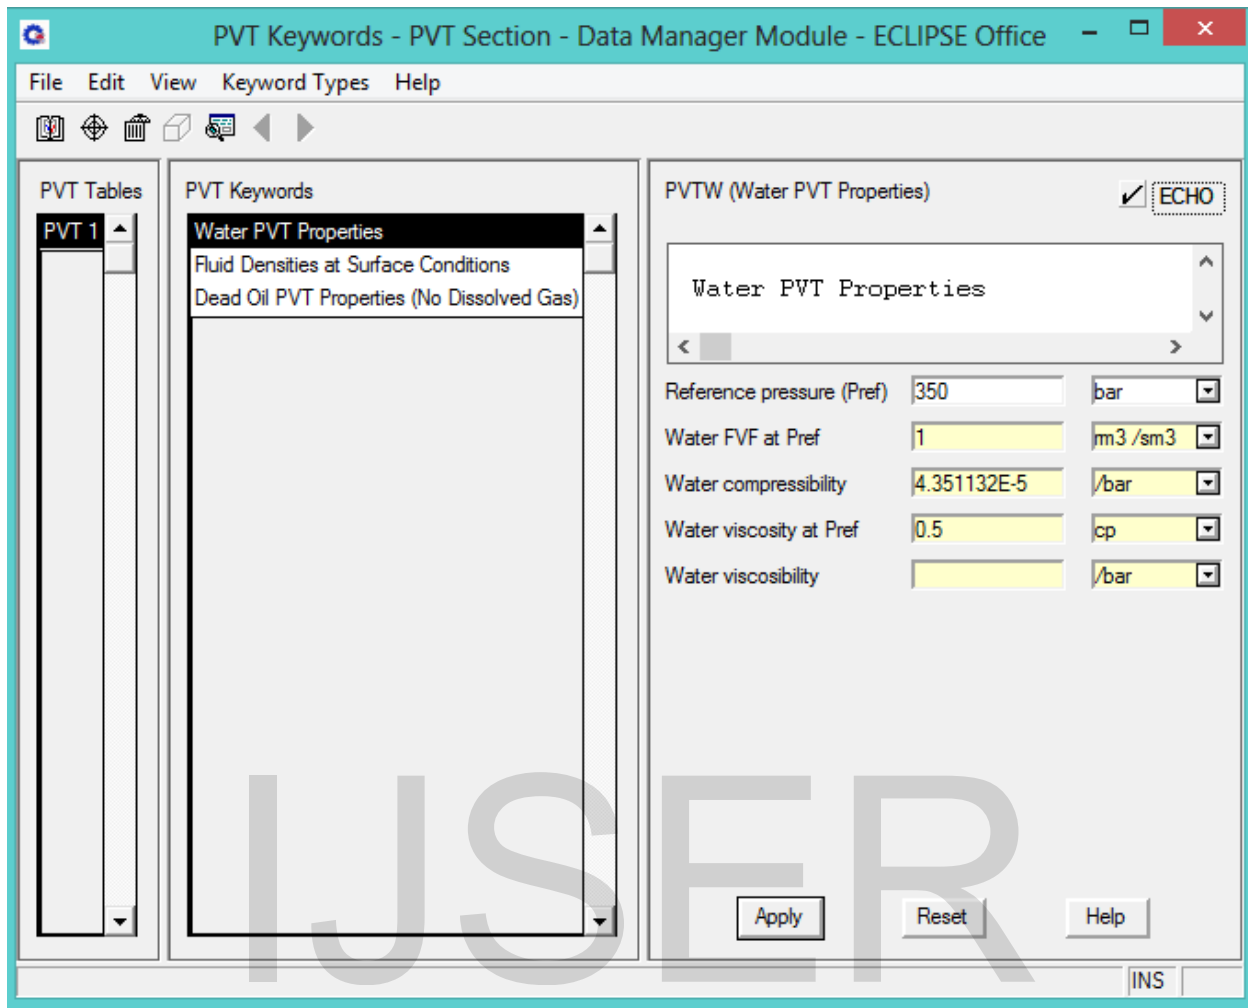 PVT Keywords - PVT Section - Data Manager Module - ECLIPSE Office
File Edit View Keyword Types Help
PVT Tables
PVT 1
PVT Keywords
Water PVT Properties
Fluid Densities at Surface Conditions
Dead Oil PVT Properties (No Dissolved Gas)
PVTW (Water PVT Properties)
ECHO
Water PVT Properties
Reference pressure (Pref) 350 bar
Water FVF at Pref 1 rm3 /sm3
Water compressibility 4.351132E-5 /bar
Water viscosity at Pref 0.5 cp
Water viscosibility /bar
Apply Reset Help
INS
IJSER